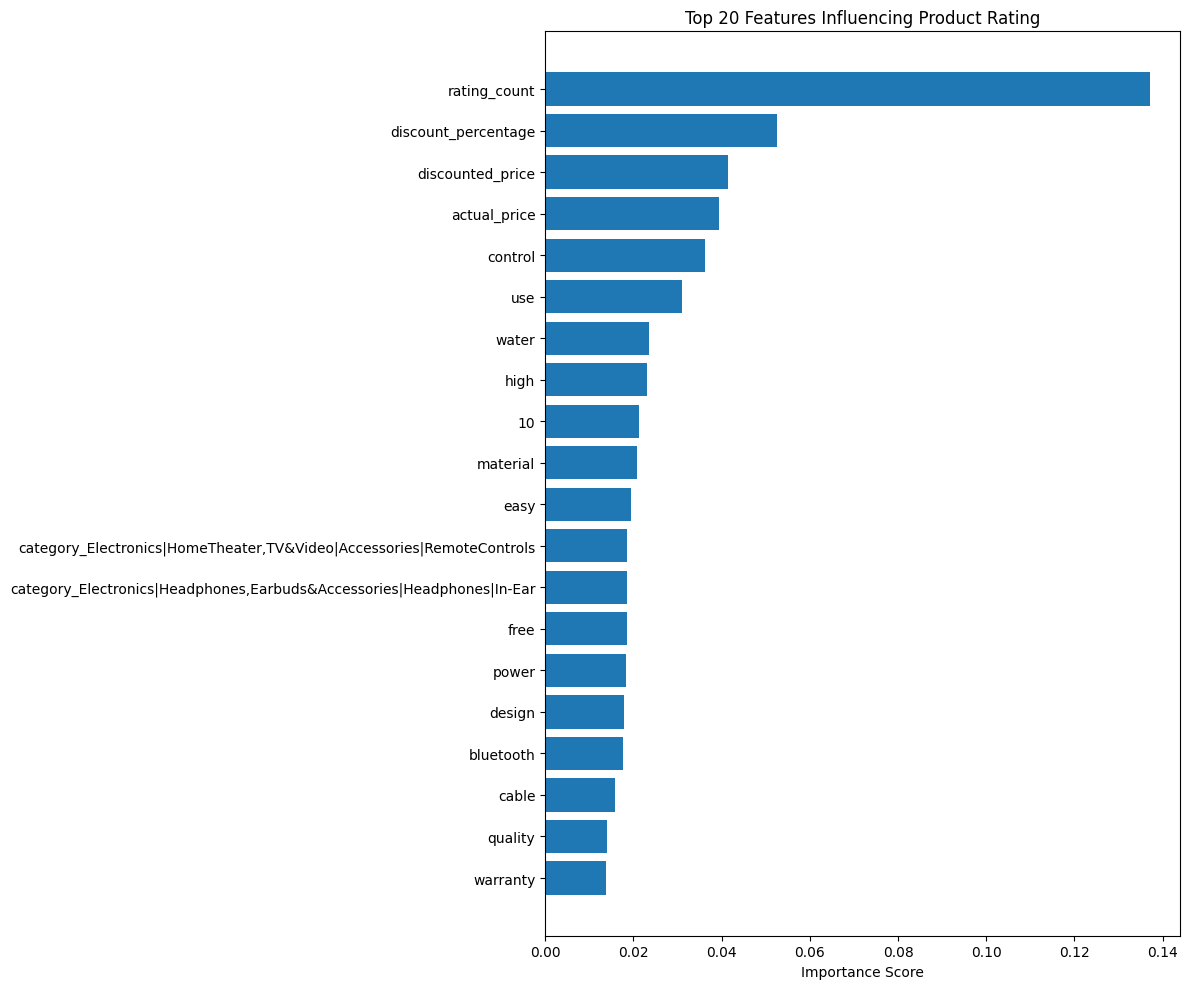 Top 20 Features Influencing Product Rating
rating_count
discount_percentage
discounted_price
actual_price
control
use
water
high
10
material
easy
category_Electronics|HomeTheater,TV&Video|Accessories|RemoteControls
category_Electronics|Headphones,Earbuds&Accessories|Headphones|In-Ear
free
power
design
bluetooth
cable
quality
warranty
0.00 0.02 0.04 0.06 0.08 0.10 0.12 0.14
Importance Score